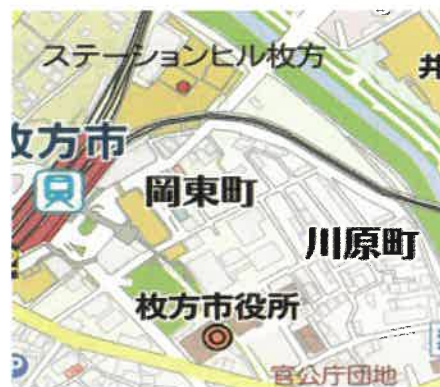 ステーションヒル枚方
井
枚方市
岡東町
川原町
枚方市役所
官公庁団地